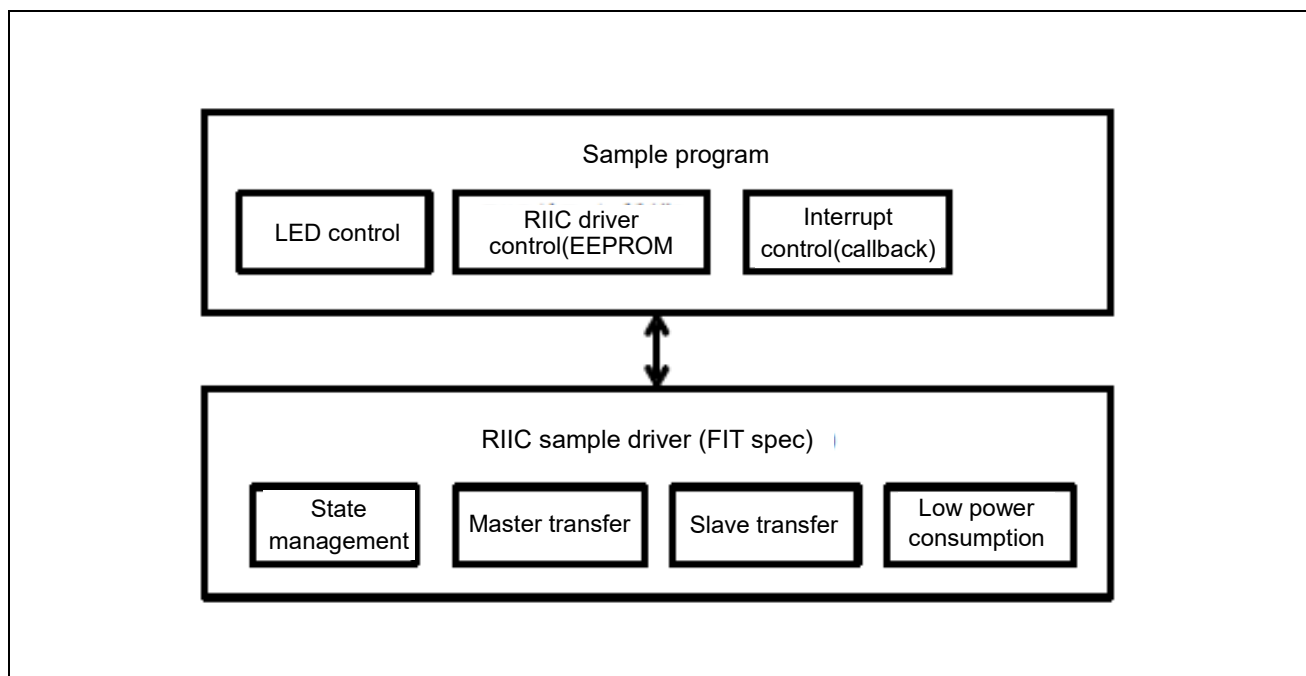 Sample program
LED control
RIIC driver
control(EEPROM
Interrupt
control(callback)
RIIC sample driver (FIT spec)
State
management
Master transfer
Slave transfer
Low power
consumption